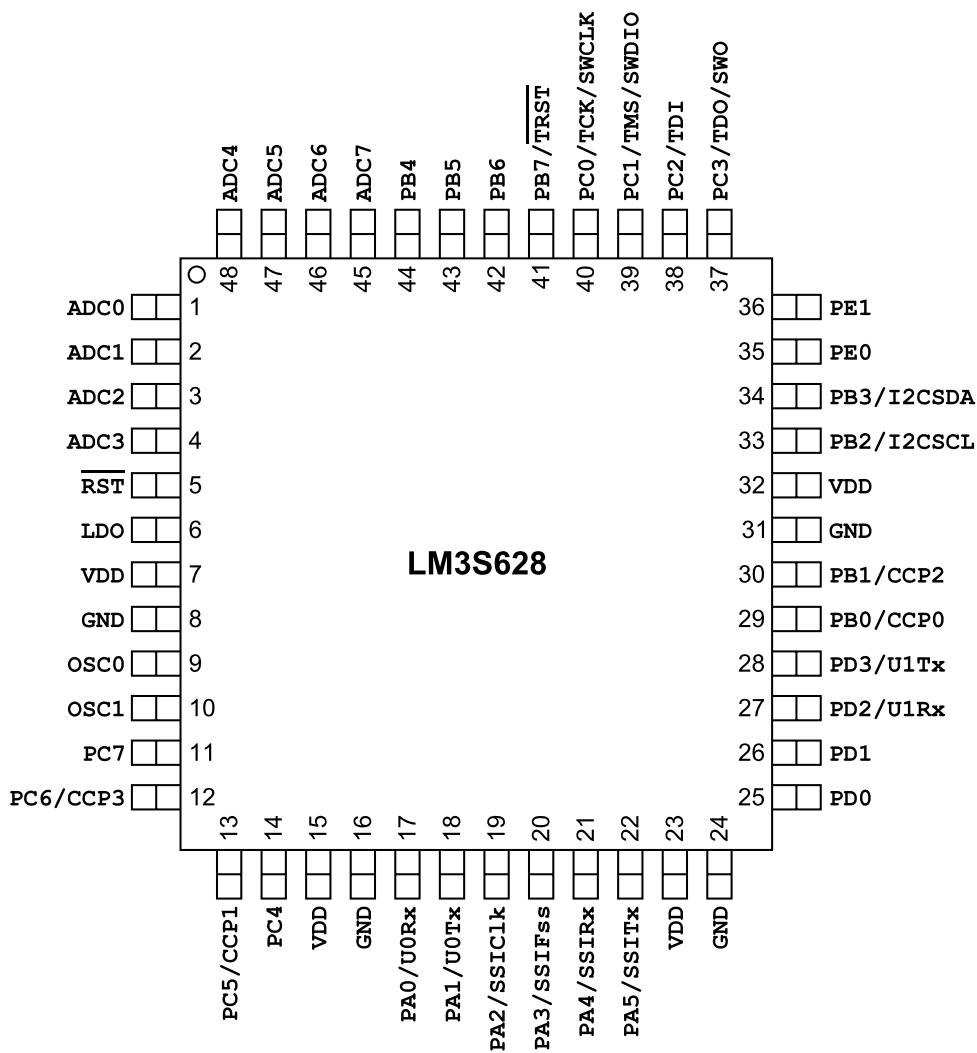 ADC4
ADC5
ADC6
ADC7
PB4
PB5
PB6
PB7/TRST
PC0/TCK/SWCLK
PC1/TMS/SWDIO
PC2/TDI
PC3/TDO/SWO
48
47
46
45
44
43
42
41
40
39
38
37
ADC0 1
ADC1 2
ADC2 3
ADC3 4
RST 5
LDO 6
VDD 7
GND 8
OSC0 9
OSC1 10
PC7 11
PC6/CCP3 12
LM3S628
36 PE1
35 PE0
34 PB3/I2CSDA
33 PB2/I2CSCL
32 VDD
31 GND
30 PB1/CCP2
29 PB0/CCP0
28 PD3/U1Tx
27 PD2/U1Rx
26 PD1
25 PD0
13
14
15
16
17
18
19
20
21
22
23
24
PC5/CCP1
PC4
VDD
GND
PA0/U0Rx
PA1/U0Tx
PA2/SSIClk
PA3/SSIFss
PA4/SSIRx
PA5/SSITx
VDD
GND